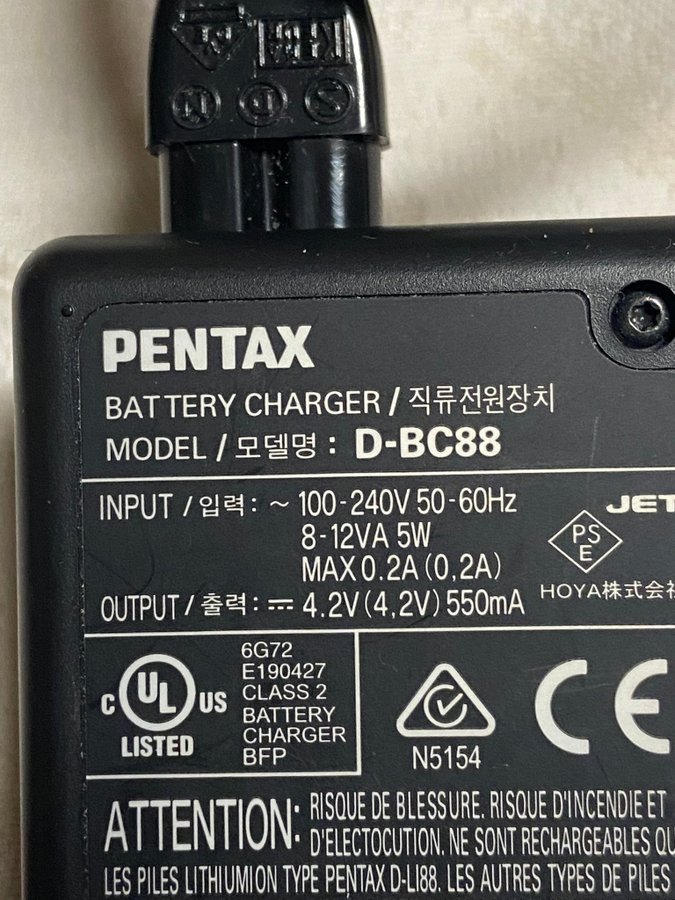 N D S
PENTAX
BATTERY CHARGER / 직류전원장치
MODEL / 모델명 : D-BC88
INPUT / 입력 : ~ 100-240V 50-60Hz
8-12VA 5W
MAX 0.2A (0,2A)
OUTPUT / 출력 : ⎓ 4.2V (4,2V) 550mA
JET
PS
E
HOYA株式会社
C UL US
LISTED
6G72
E190427
CLASS 2
BATTERY
CHARGER
BFP
N5154
CE
ATTENTION: RISQUE DE BLESSURE. RISQUE D'INCENDIE ET
D'ELECTOCUTION. NE SONT RECHARGEABLES QU
LES PILES LITHIUMION TYPE PENTAX D-LI88. LES AUTRES TYPES DE PILES